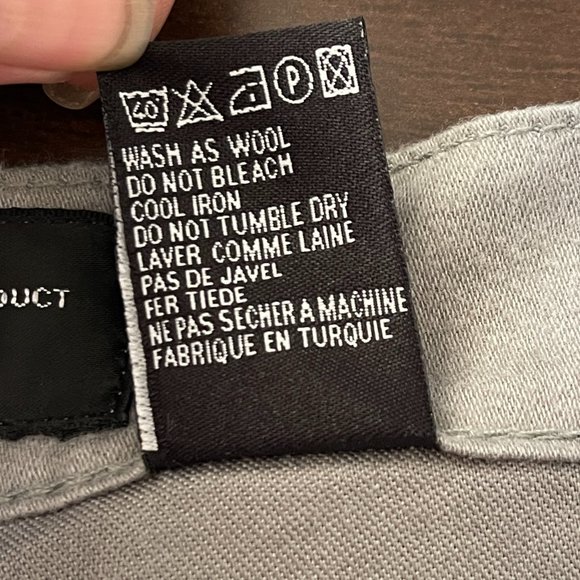 40 P
WASH AS WOOL
DO NOT BLEACH
COOL IRON
DO NOT TUMBLE DRY
LAVER COMME LAINE
PAS DE JAVEL
FER TIEDE
NE PAS SECHER A MACHINE
FABRIQUE EN TURQUIE